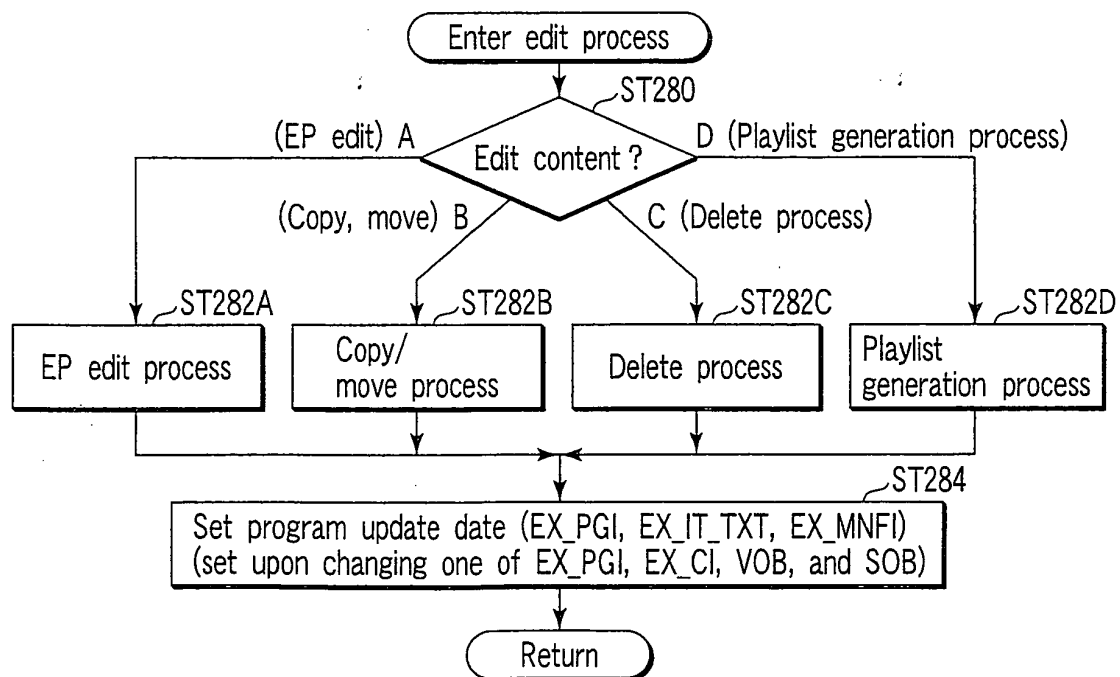 Enter edit process
ST280
(EP edit) A
D (Playlist generation process)
Edit content?
(Copy, move) B
C (Delete process)
ST282A
ST282B
ST282C
ST282D
EP edit process
Copy/
move process
Delete process
Playlist
generation process
ST284
Set program update date (EX_PGI, EX_IT_TXT, EX_MNFI)
(set upon changing one of EX_PGI, EX_CI, VOB, and SOB)
Return